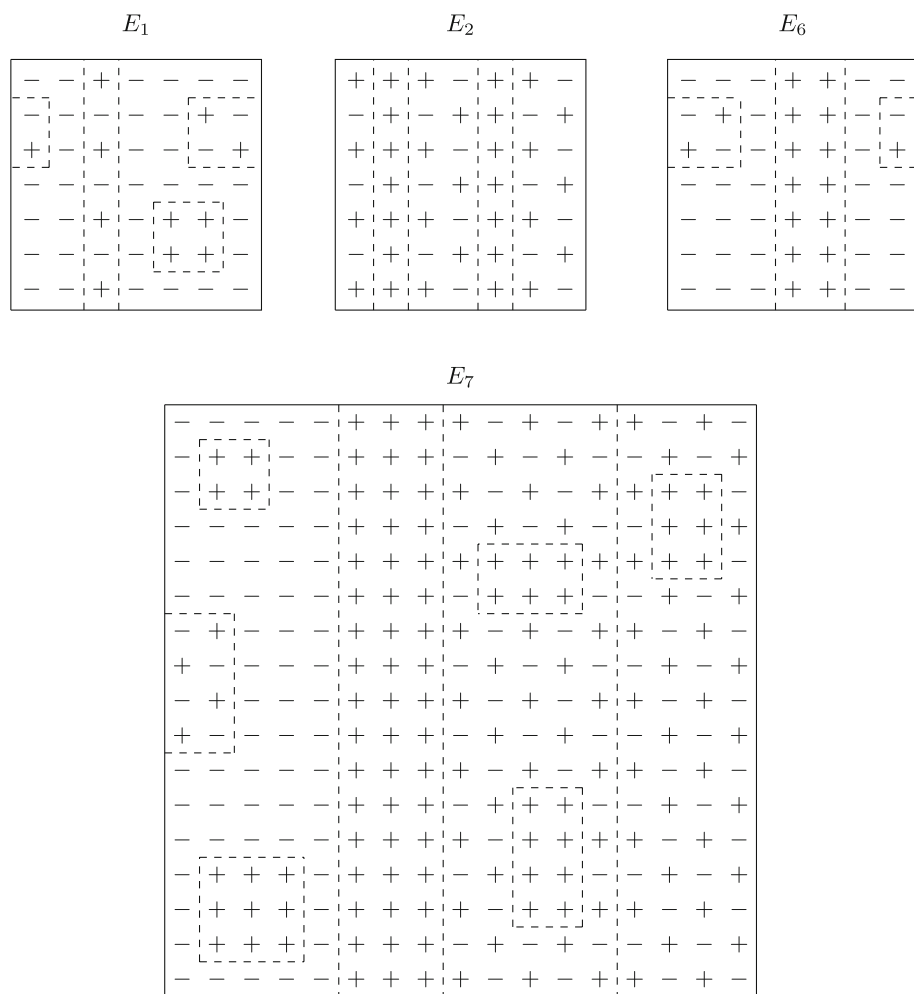 E₁ E₂ E₆
− − + − − − − + + + − + + − − − − + + − −
− − − − − + − − + − + + − + − + − + + − −
+ − + − − − + + + + − + + − + − − + + − +
− − − − − − − − + − + + − + − − − + + − −
− − + − + + − + + + − + + − − − − + + − −
− − − − + + − − + − + + − + − − − + + − −
− − + − − − − + + + − + + − − − − + + − −
E₇
− − − − − + + + + − + − + + − + −
− + + − − + + + − + − + − − + − +
− + + − − + + + + − + − + + + + −
− − − − − + + + − + − + − − + + +
− − − − − + + + + + + + + + + + −
− − − − − + + + − + + + − − + − +
− + − − − + + + + − + − + + − + −
+ − − − − + + + − + − + − − + − +
− + − − − + + + + − + − + + − + −
+ − − − − + + + − + − + − − + − +
− − − − − + + + + − + − + + − + −
− − − − − + + + − + + + − − + − +
− − − − − + + + + − + + + + − + −
− + + + − + + + − + + + − − + − +
− + + + − + + + + − + + + + − + −
− + + + − + + + − + − + − − + − +
− − − − − + + + + − + − + + − + −